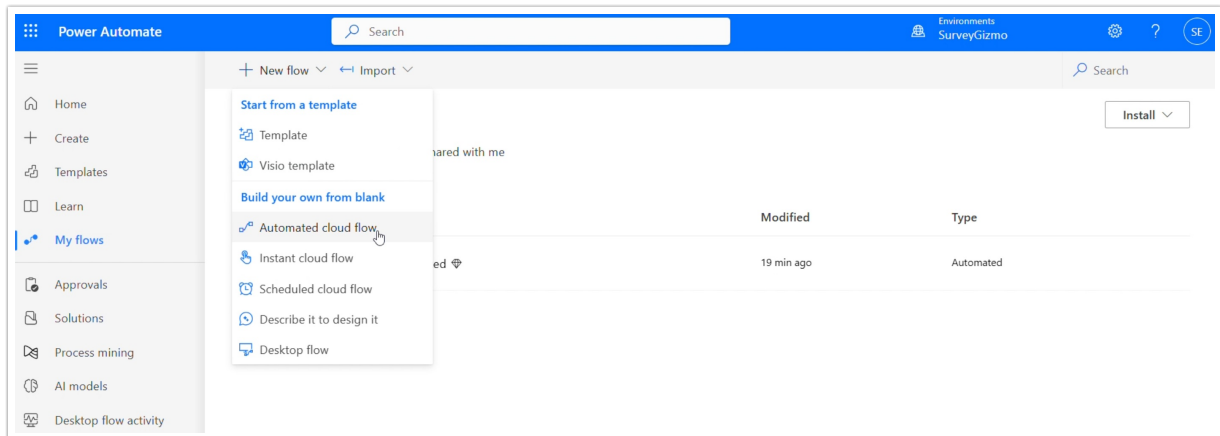 Power Automate
Search
Environments
SurveyGizmo
?
SE
New flow
Import
Search
Home
Create
Templates
Learn
My flows
Approvals
Solutions
Process mining
AI models
Desktop flow activity
Start from a template
Template
Visio template
Build your own from blank
Automated cloud flow
Instant cloud flow
Scheduled cloud flow
Describe it to design it
Desktop flow
Install
with me
Modified
Type
ed
19 min ago
Automated